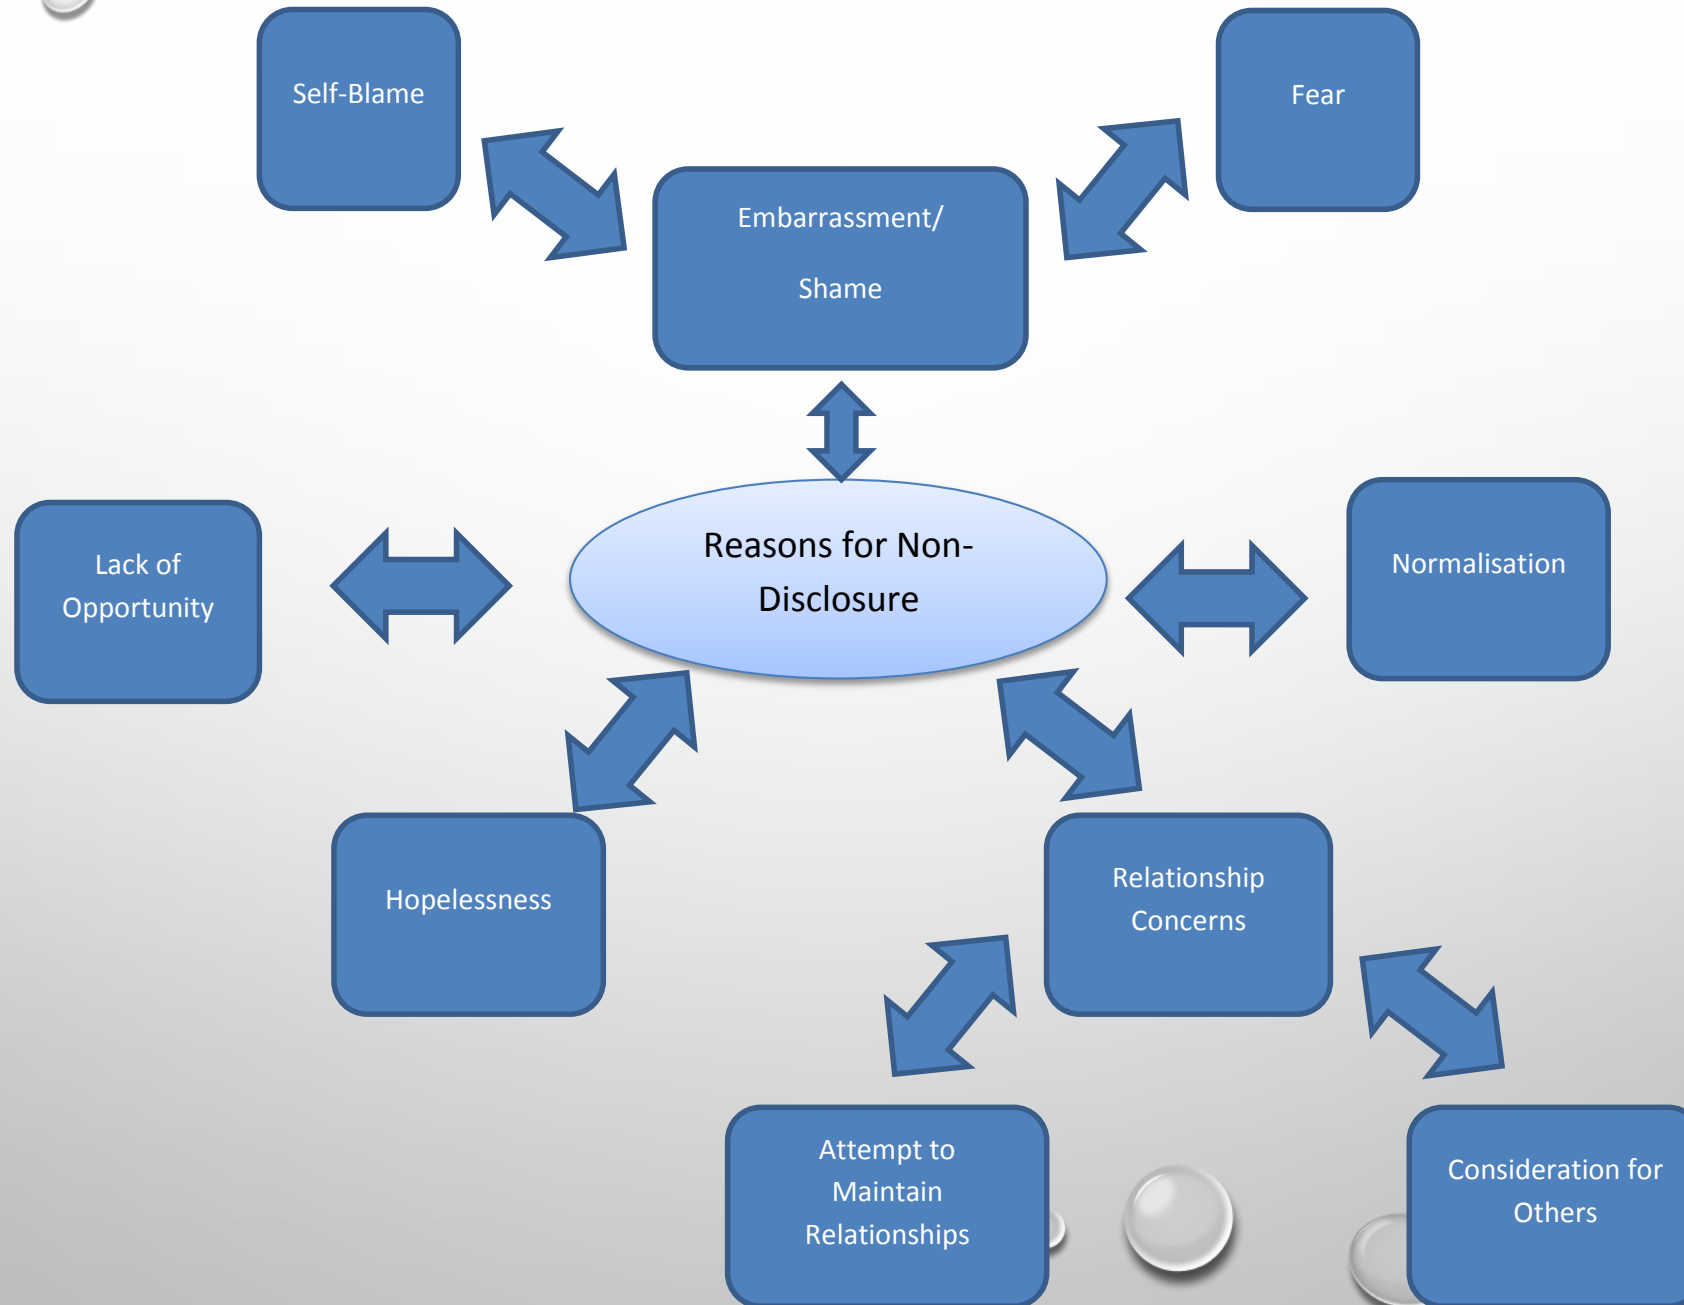 Self-Blame
Fear
Embarrassment/
Shame
Reasons for Non-
Disclosure
Lack of
Opportunity
Normalisation
Hopelessness
Relationship
Concerns
Attempt to
Maintain
Relationships
Consideration for
Others